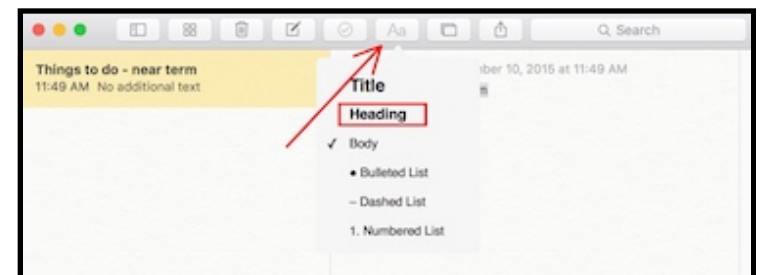 Aa
Search
Things to do - near term
11:49 AM No additional text
ber 10, 2015 at 11:49 AM
Title
Heading
✓ Body
• Bulleted List
– Dashed List
1. Numbered List